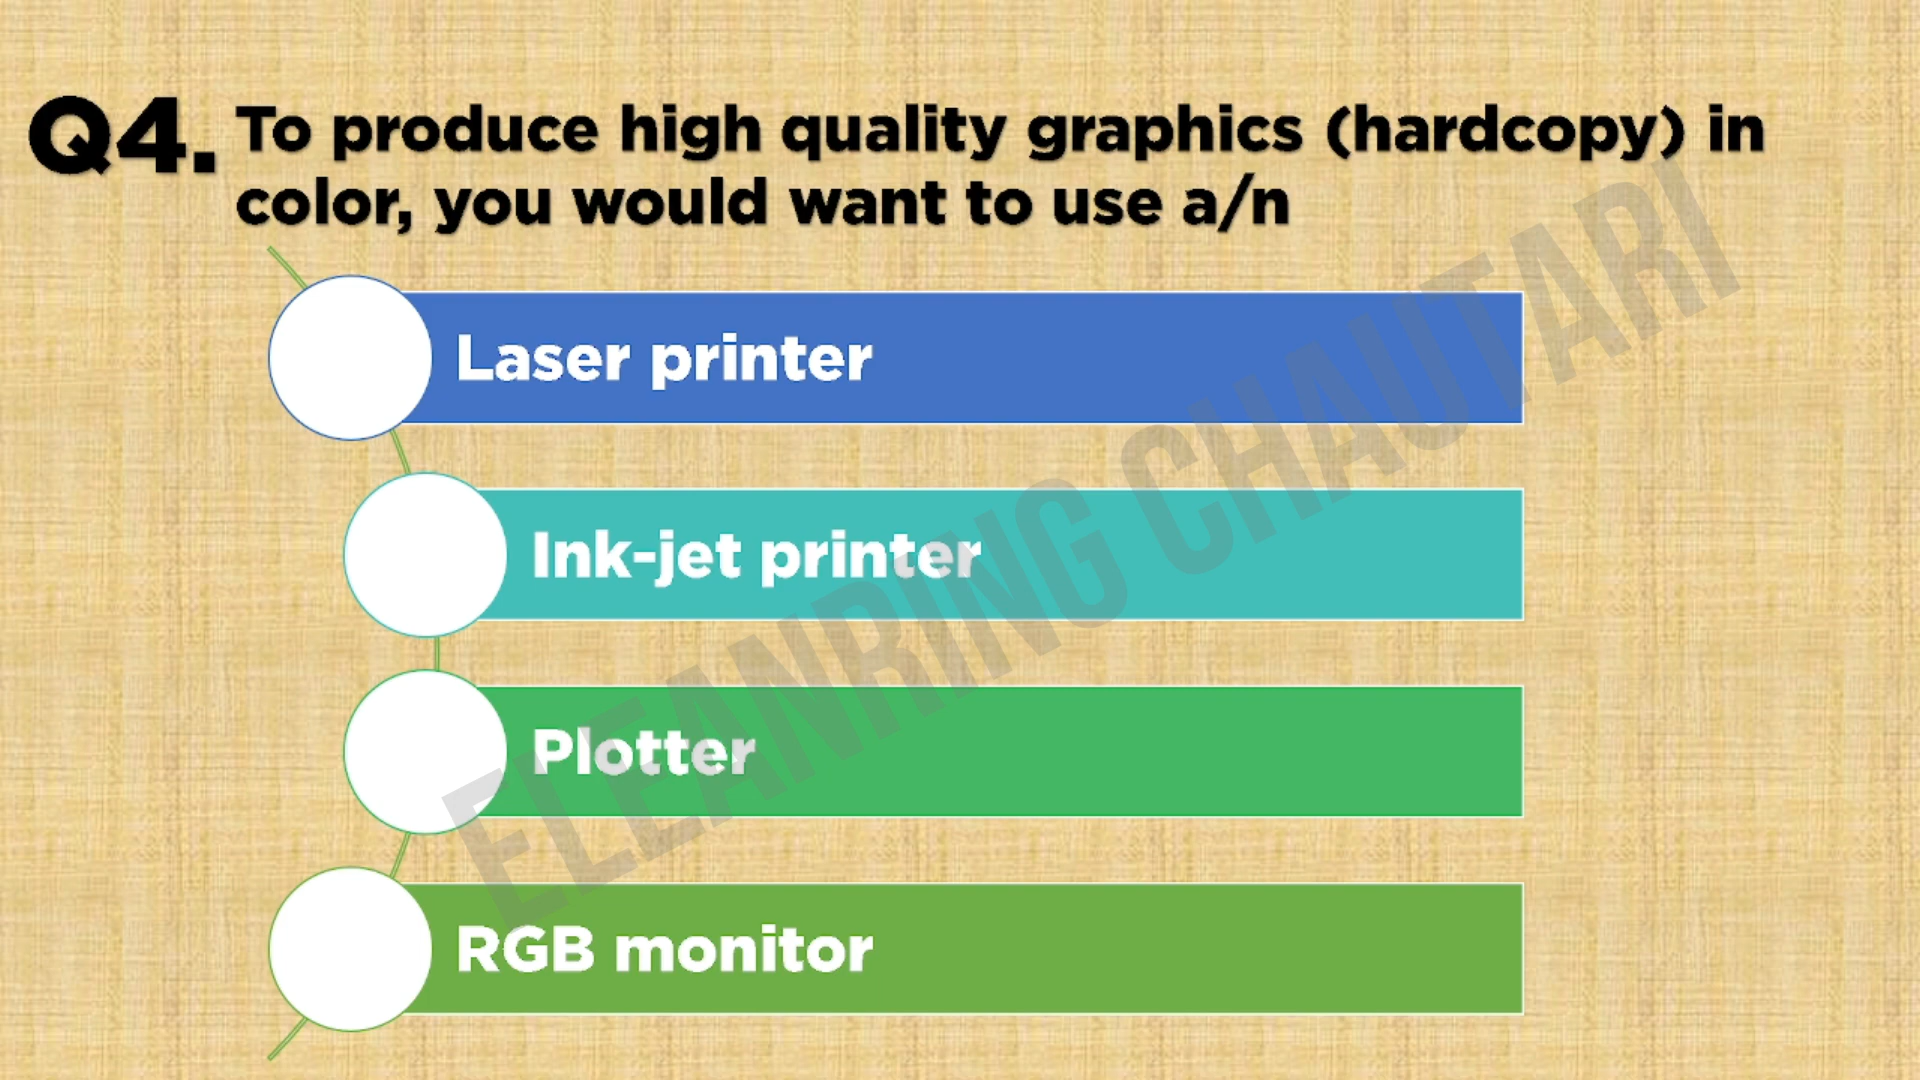 Q4. To produce high quality graphics (hardcopy) in
color, you would want to use a/n
Laser printer
Ink-jet printer
Plotter
RGB monitor
ELEANRING CHAUTARI